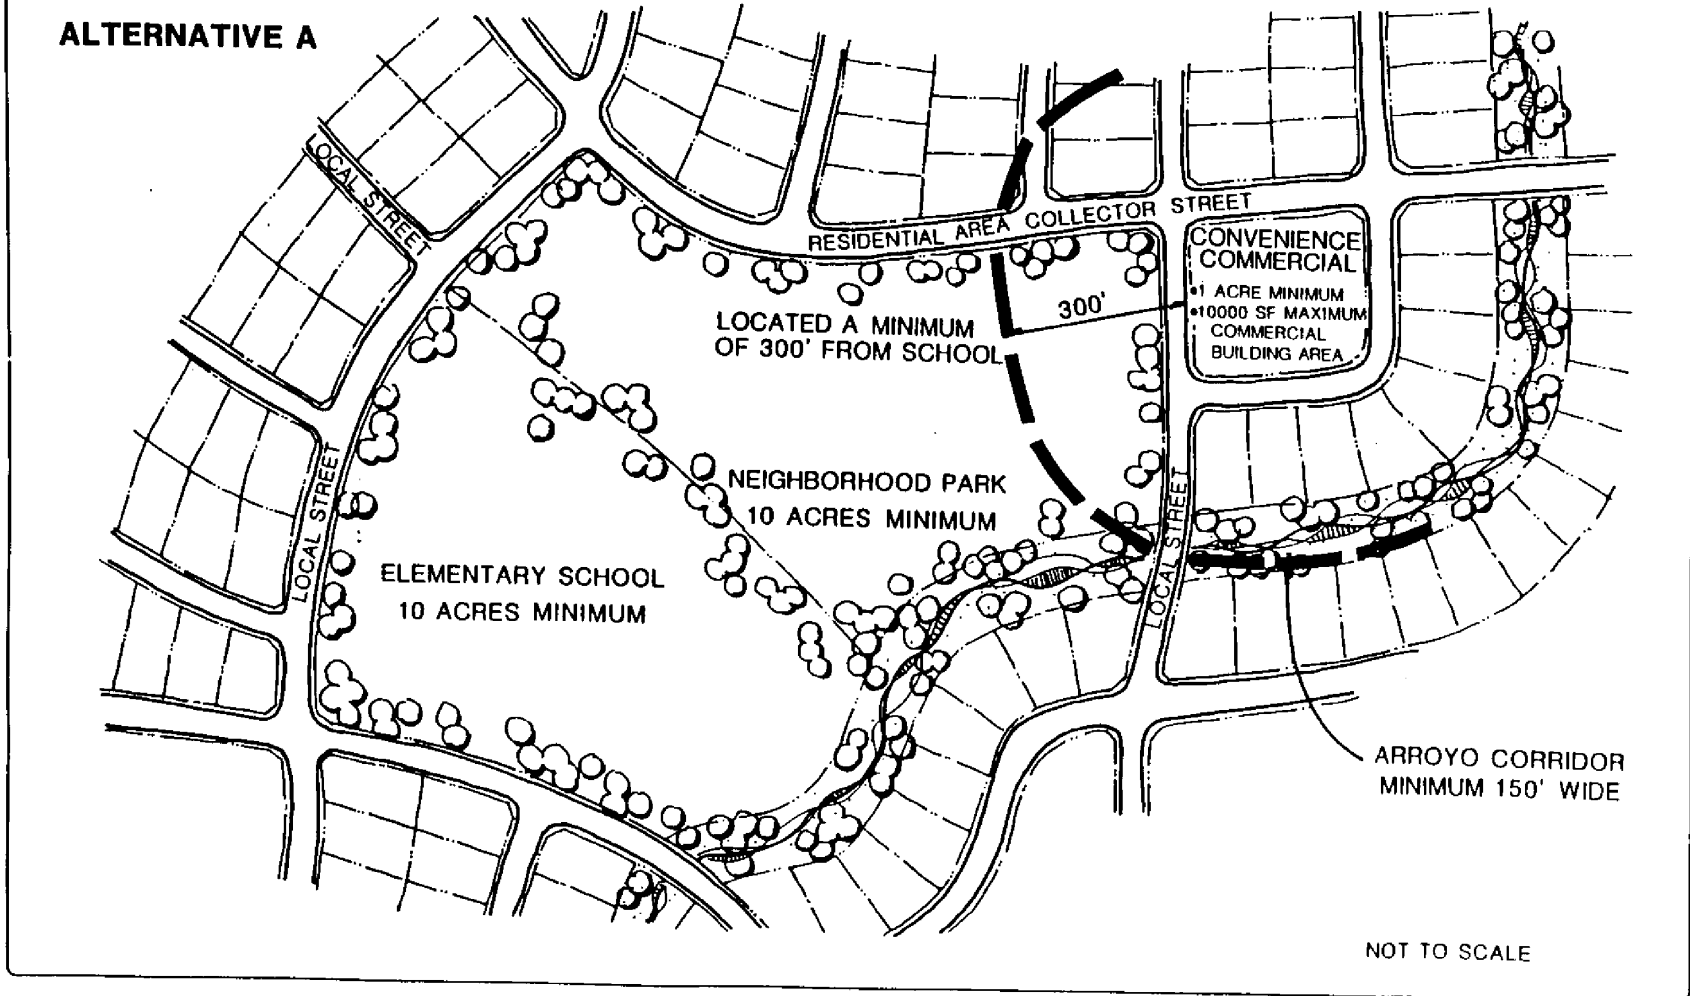 ALTERNATIVE A
LOCAL STREET
RESIDENTIAL AREA COLLECTOR STREET
CONVENIENCE
COMMERCIAL
•1 ACRE MINIMUM
•10000 SF MAXIMUM
COMMERCIAL
BUILDING AREA
300'
LOCATED A MINIMUM
OF 300' FROM SCHOOL
NEIGHBORHOOD PARK
10 ACRES MINIMUM
LOCAL STREET
ELEMENTARY SCHOOL
10 ACRES MINIMUM
LOCAL STREET
ARROYO CORRIDOR
MINIMUM 150' WIDE
NOT TO SCALE